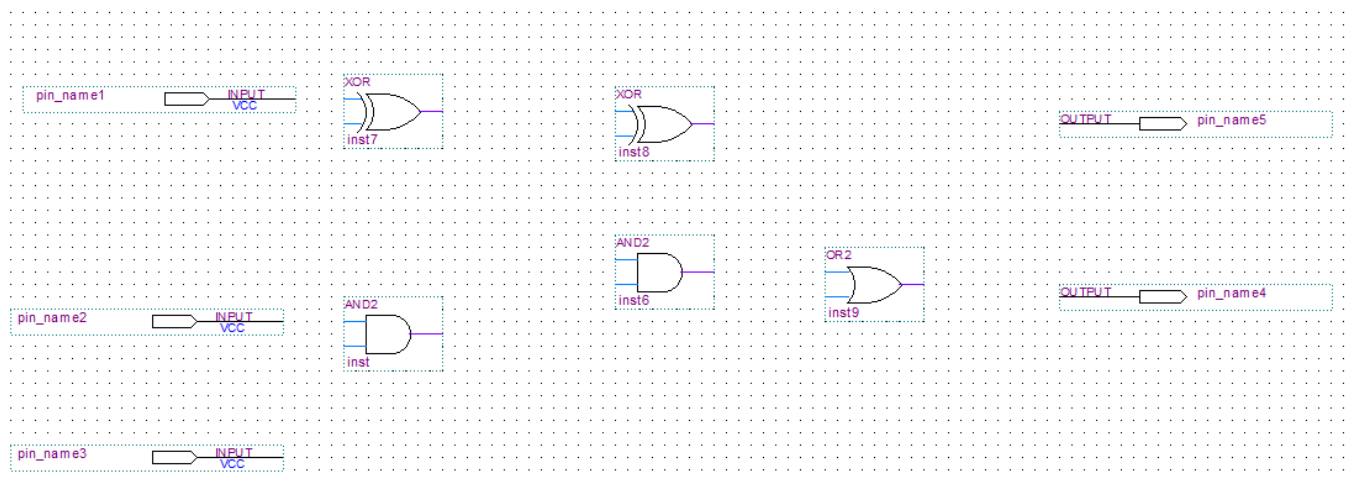 pin_name1
INPUT
VCC
XOR
inst7
XOR
inst8
OUTPUT
pin_name5
AND2
inst6
OR2
inst9
OUTPUT
pin_name4
pin_name2
INPUT
VCC
AND2
inst
pin_name3
INPUT
VCC